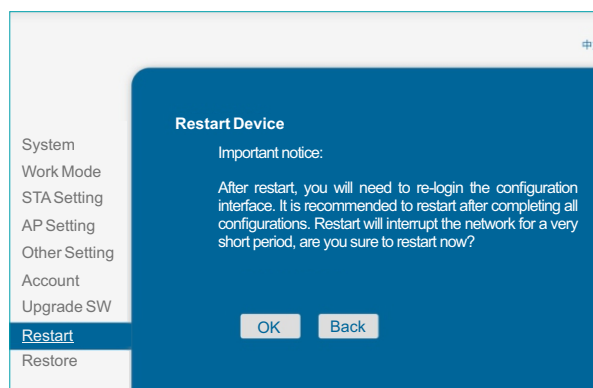 中
Restart Device
Important notice:
After restart, you will need to re-login the configuration
interface. It is recommended to restart after completing all
configurations. Restart will interrupt the network for a very
short period, are you sure to restart now?
OK Back
System
Work Mode
STA Setting
AP Setting
Other Setting
Account
Upgrade SW
Restart
Restore